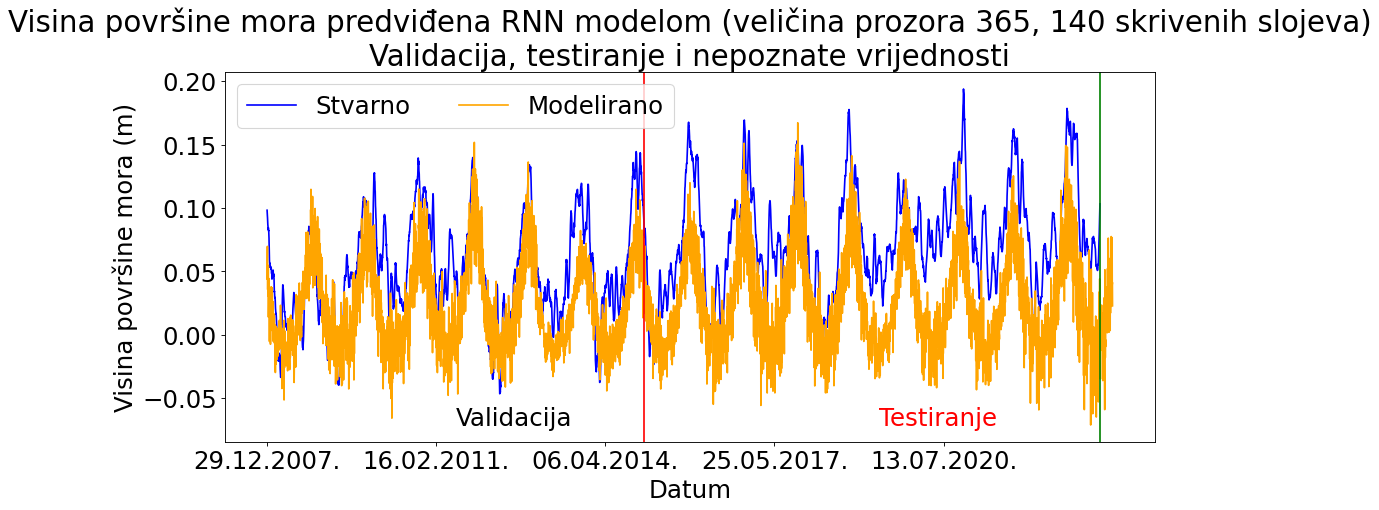 Visina površine mora predviđena RNN modelom (veličina prozora 365, 140 skrivenih slojeva)
Validacija, testiranje i nepoznate vrijednosti
Stvarno
Modelirano
Visina površine mora (m)
0.20
0.15
0.10
0.05
0.00
−0.05
Validacija
Testiranje
29.12.2007.
16.02.2011.
06.04.2014.
25.05.2017.
13.07.2020.
Datum